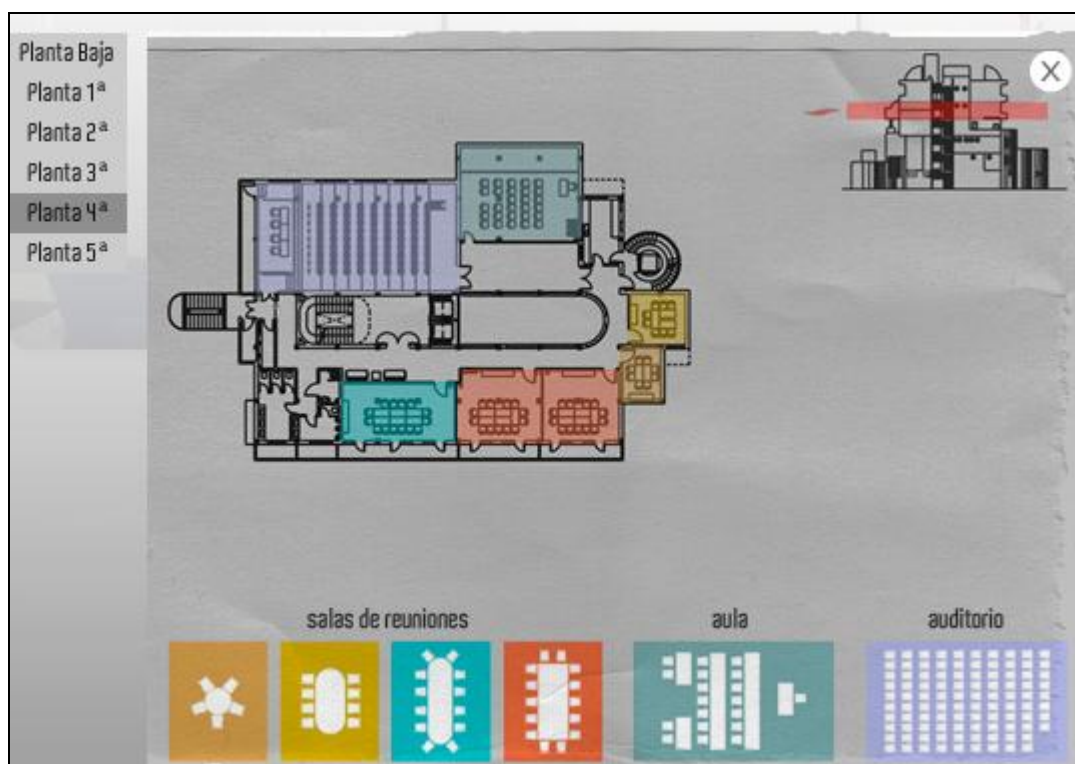 Planta Baja
Planta 1ª
Planta 2ª
Planta 3ª
Planta 4ª
Planta 5ª
X
salas de reuniones
aula
auditorio